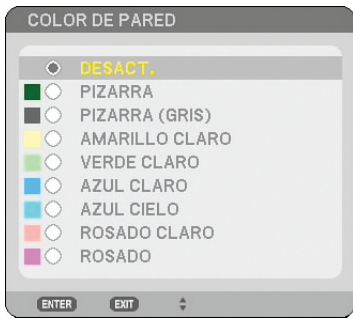 COLOR DE PARED
DESACT.
PIZARRA
PIZARRA (GRIS)
AMARILLO CLARO
VERDE CLARO
AZUL CLARO
AZUL CIELO
ROSADO CLARO
ROSADO
ENTER EXIT